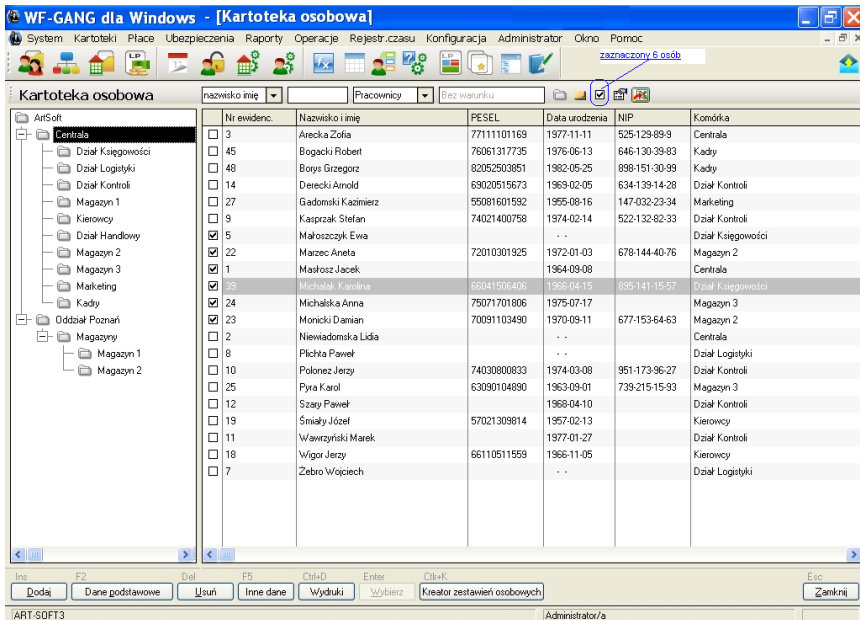 WF-GANG dla Windows - [Kartoteka osobowa]
System Kartoteki Płace Ubezpieczenia Raporty Operacje Rejestr.czasu Konfiguracja Administrator Okno Pomoc
zaznaczony 6 osób
Kartoteka osobowa nazwisko imię Pracownicy Bez warunku
ArtSoft
Centrala
Dział Księgowości
Dział Logistyki
Dział Kontroli
Magazyn 1
Kierowcy
Dział Handlowy
Magazyn 2
Magazyn 3
Marketing
Kadry
Oddział Poznań
Magazyny
Magazyn 1
Magazyn 2
Nr ewidenc. Nazwisko i imię PESEL Data urodzenia NIP Komórka
3 Arecka Zofia 77111101169 1977-11-11 525-129-89-9 Centrala
45 Bogacki Robert 76061317735 1976-06-13 646-130-39-83 Kadry
48 Borys Grzegorz 82052503851 1982-05-25 898-151-30-99 Kadry
14 Derecki Arnold 69020515673 1969-02-05 634-139-14-28 Dział Kontroli
27 Gadomski Kazimierz 55081601592 1955-08-16 147-032-23-34 Marketing
9 Kasprzak Stefan 74021400758 1974-02-14 522-132-82-33 Dział Kontroli
5 Małoszczyk Ewa - - Dział Księgowości
22 Marzec Aneta 72010301925 1972-01-03 678-144-40-76 Magazyn 2
1 Masłosz Jacek 1964-09-08 Centrala
39 Michalak Karolina 66041506406 1966-04-15 895-141-15-57 Dział Księgowości
24 Michalska Anna 75071701806 1975-07-17 Magazyn 3
23 Monicki Damian 70091103490 1970-09-11 677-153-64-63 Magazyn 2
2 Niewiadomska Lidia - - Centrala
8 Plichta Paweł - - Dział Logistyki
10 Polonez Jerzy 74030800833 1974-03-08 951-173-96-27 Dział Kontroli
25 Pyra Karol 63090104890 1963-09-01 739-215-15-93 Magazyn 3
12 Szary Paweł 1968-04-10 Dział Kontroli
19 Śmiały Józef 57021309814 1957-02-13 Kierowcy
11 Wawrzyński Marek 1977-01-27 Dział Kontroli
18 Wigor Jerzy 66110511559 1966-11-05 Kierowcy
7 Żebro Wojciech - - Dział Logistyki
Ins F2 Del F5 Ctrl+D Enter Ctlr+K Esc
Dodaj Dane podstawowe Usuń Inne dane Wydruki Wybierz Kreator zestawień osobowych Zamknij
ART-SOFT3 Administrator/a